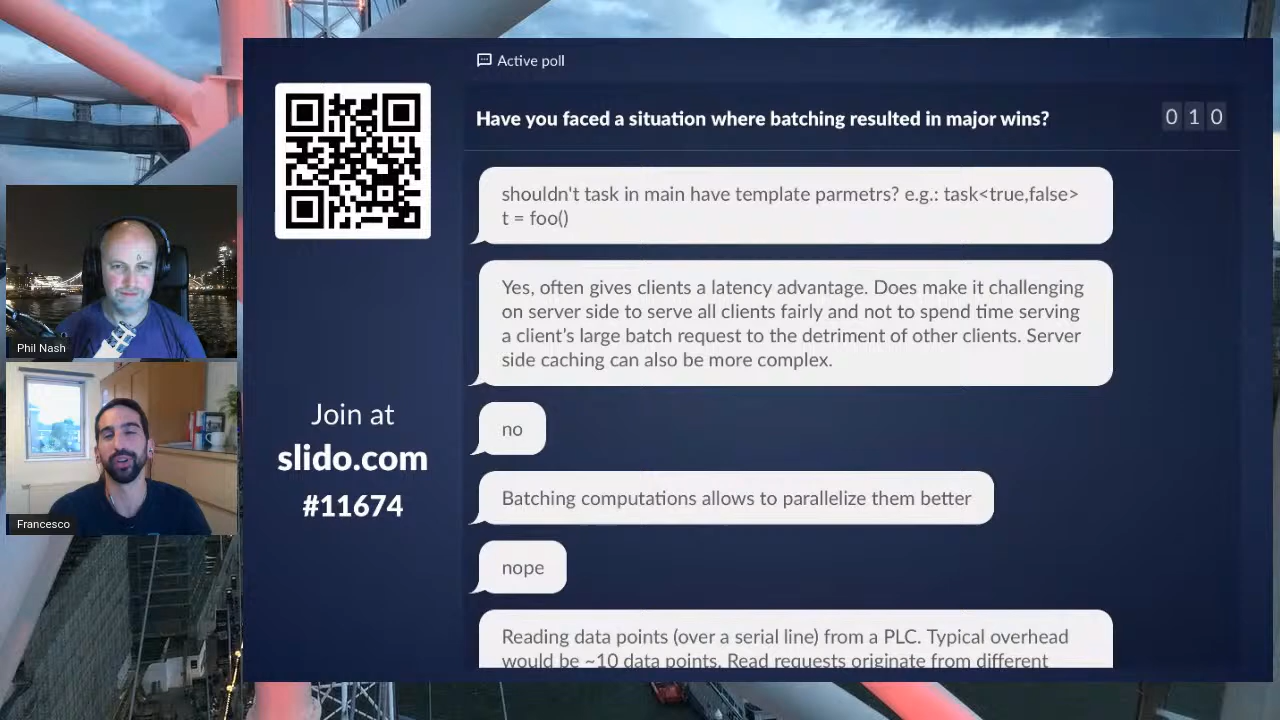 Active poll
Have you faced a situation where batching resulted in major wins?
0 1 0
shouldn't task in main have template parmetrs? e.g.: task<true,false>
t = foo()
Yes, often gives clients a latency advantage. Does make it challenging
on server side to serve all clients fairly and not to spend time serving
a client's large batch request to the detriment of other clients. Server
side caching can also be more complex.
no
Batching computations allows to parallelize them better
nope
Reading data points (over a serial line) from a PLC. Typical overhead
would be ~10 data points. Read requests originate from different
Join at
slido.com
#11674
Phil Nash
Francesco